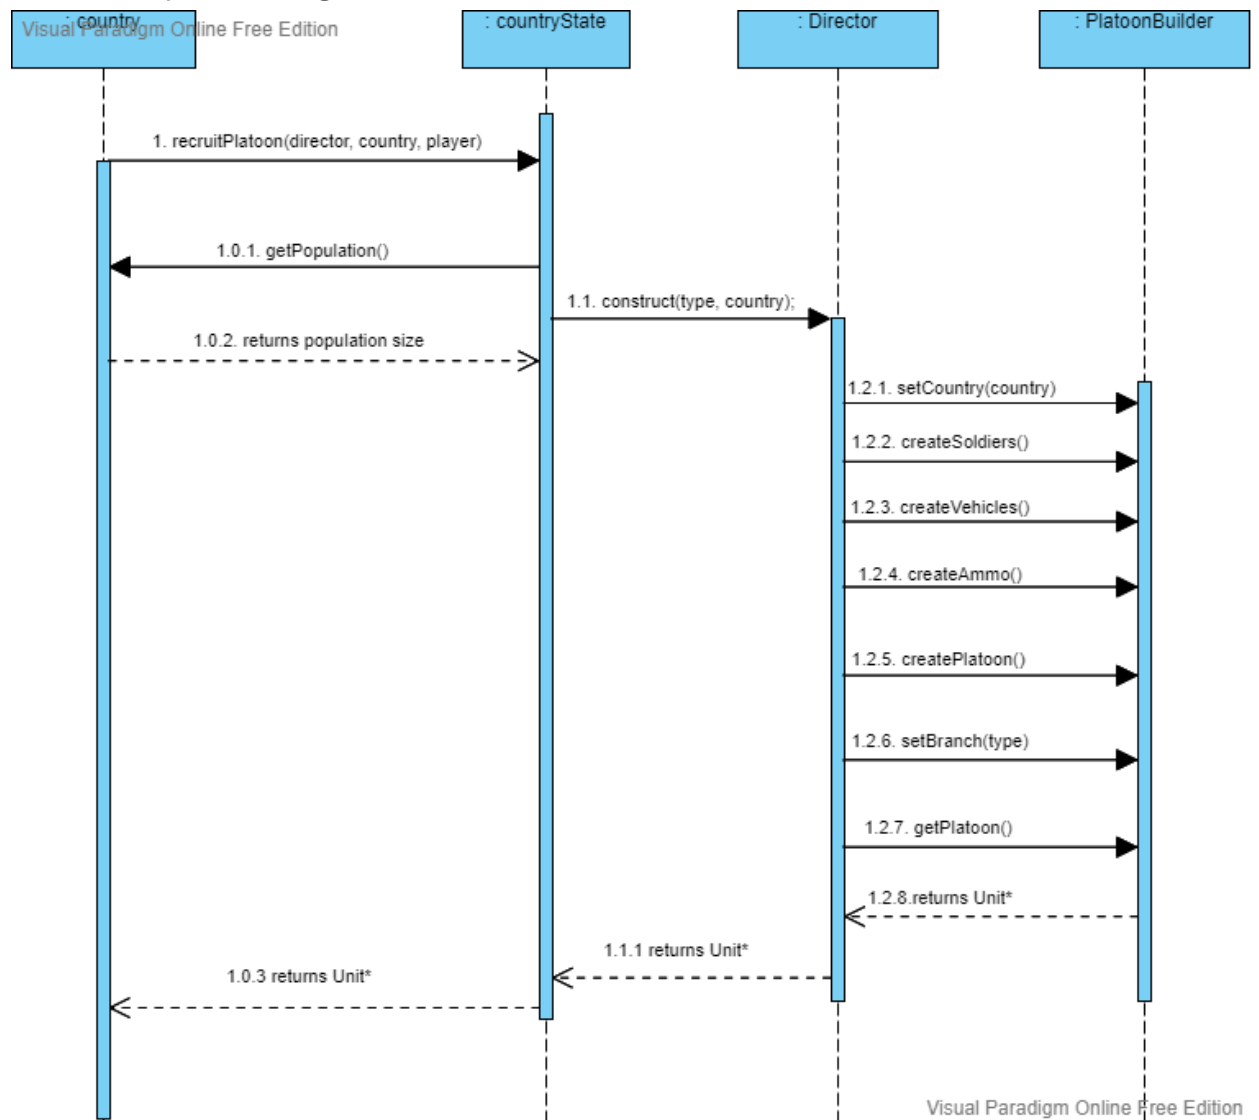 : country
Visual Paradigm Online Free Edition
: countryState
: Director
: PlatoonBuilder
1. recruitPlatoon(director, country, player)
1.0.1. getPopulation()
1.1. construct(type, country);
1.0.2. returns population size
1.2.1. setCountry(country)
1.2.2. createSoldiers()
1.2.3. createVehicles()
1.2.4. createAmmo()
1.2.5. createPlatoon()
1.2.6. setBranch(type)
1.2.7. getPlatoon()
1.2.8.returns Unit*
1.1.1 returns Unit*
1.0.3 returns Unit*
Visual Paradigm Online Free Edition